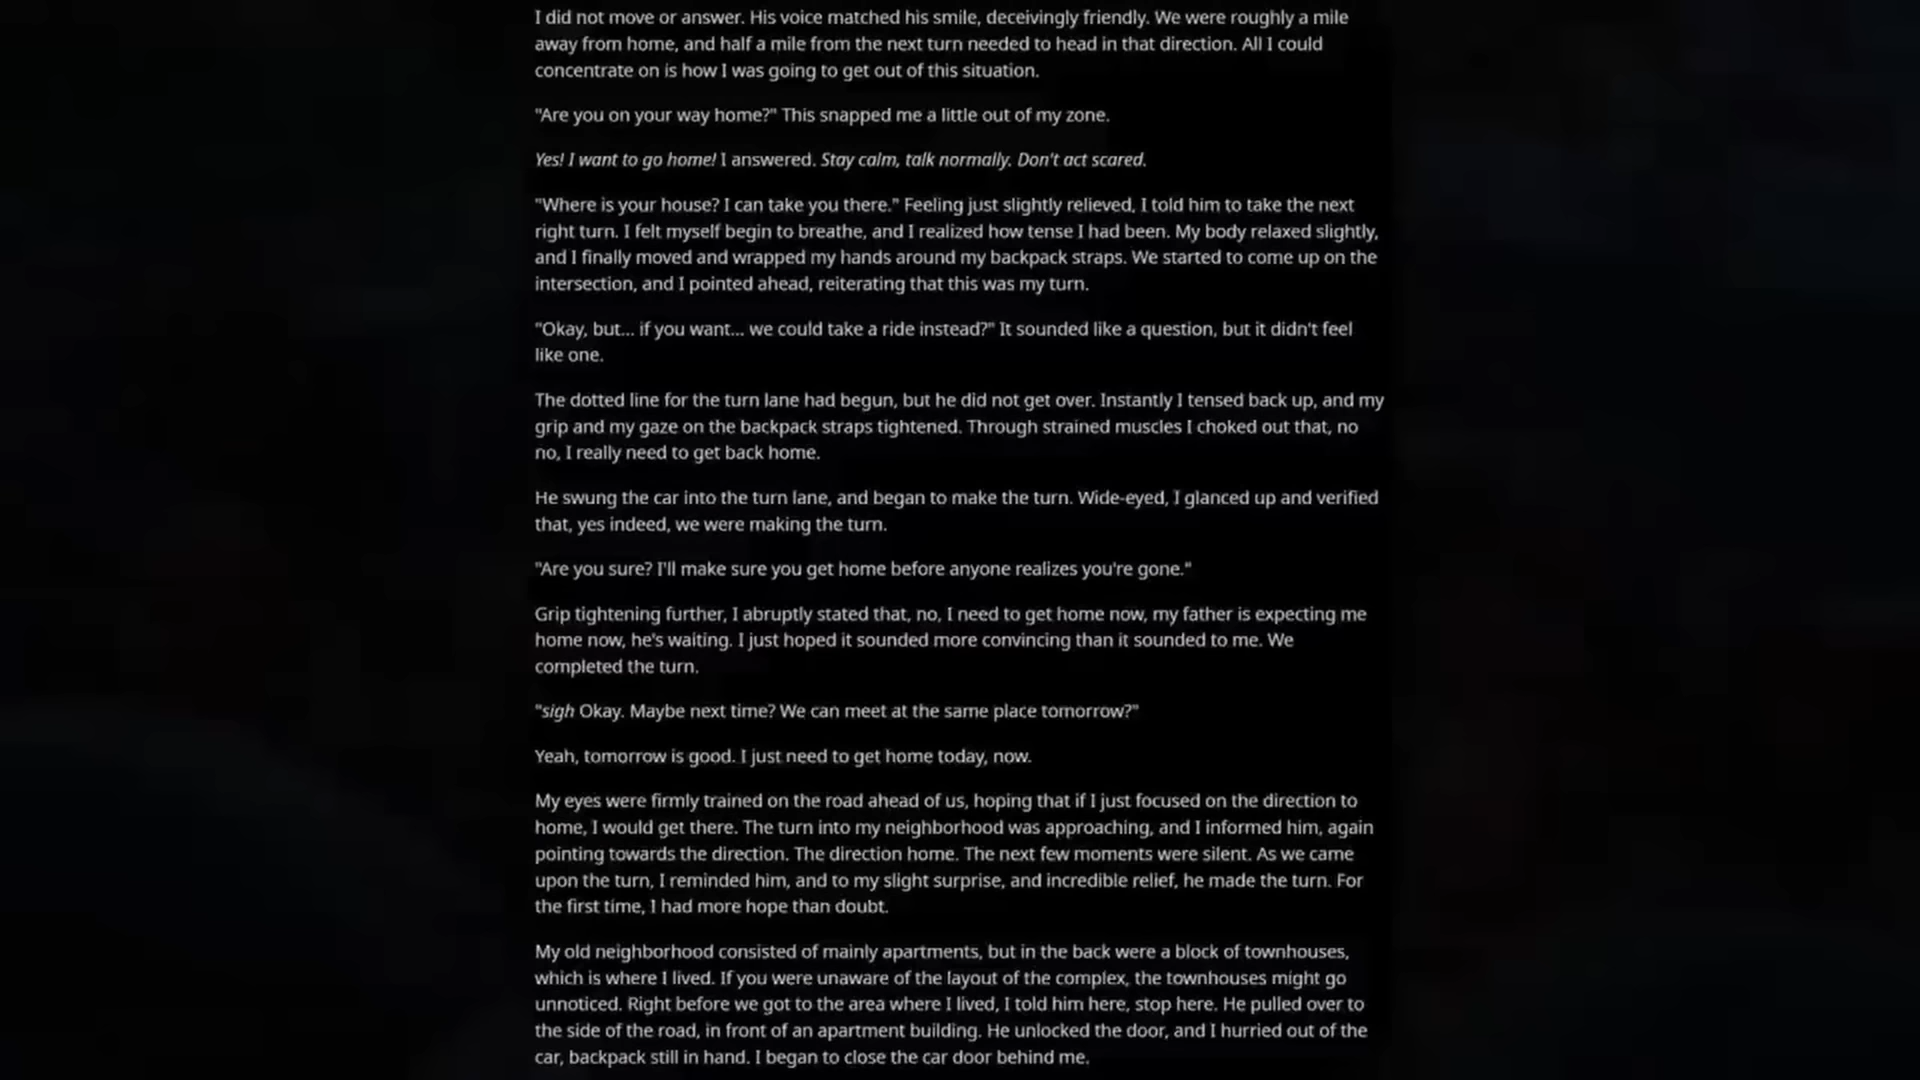 I did not move or answer. His voice matched his smile, deceivingly friendly. We were roughly a mile
away from home, and half a mile from the next turn needed to head in that direction. All I could
concentrate on is how I was going to get out of this situation.
"Are you on your way home?" This snapped me a little out of my zone.
Yes! I want to go home! I answered. Stay calm, talk normally. Don't act scared.
"Where is your house? I can take you there." Feeling just slightly relieved, I told him to take the next
right turn. I felt myself begin to breathe, and I realized how tense I had been. My body relaxed slightly,
and I finally moved and wrapped my hands around my backpack straps. We started to come up on the
intersection, and I pointed ahead, reiterating that this was my turn.
"Okay, but... if you want... we could take a ride instead?" It sounded like a question, but it didn't feel
like one.
The dotted line for the turn lane had begun, but he did not get over. Instantly I tensed back up, and my
grip and my gaze on the backpack straps tightened. Through strained muscles I choked out that, no
no, I really need to get back home.
He swung the car into the turn lane, and began to make the turn. Wide-eyed, I glanced up and verified
that, yes indeed, we were making the turn.
"Are you sure? I'll make sure you get home before anyone realizes you're gone."
Grip tightening further, I abruptly stated that, no, I need to get home now, my father is expecting me
home now, he's waiting. I just hoped it sounded more convincing than it sounded to me. We
completed the turn.
"sigh Okay. Maybe next time? We can meet at the same place tomorrow?"
Yeah, tomorrow is good. I just need to get home today, now.
My eyes were firmly trained on the road ahead of us, hoping that if I just focused on the direction to
home, I would get there. The turn into my neighborhood was approaching, and I informed him, again
pointing towards the direction. The direction home. The next few moments were silent. As we came
upon the turn, I reminded him, and to my slight surprise, and incredible relief, he made the turn. For
the first time, I had more hope than doubt.
My old neighborhood consisted of mainly apartments, but in the back were a block of townhouses,
which is where I lived. If you were unaware of the layout of the complex, the townhouses might go
unnoticed. Right before we got to the area where I lived, I told him here, stop here. He pulled over to
the side of the road, in front of an apartment building. He unlocked the door, and I hurried out of the
car, backpack still in hand. I began to close the car door behind me.